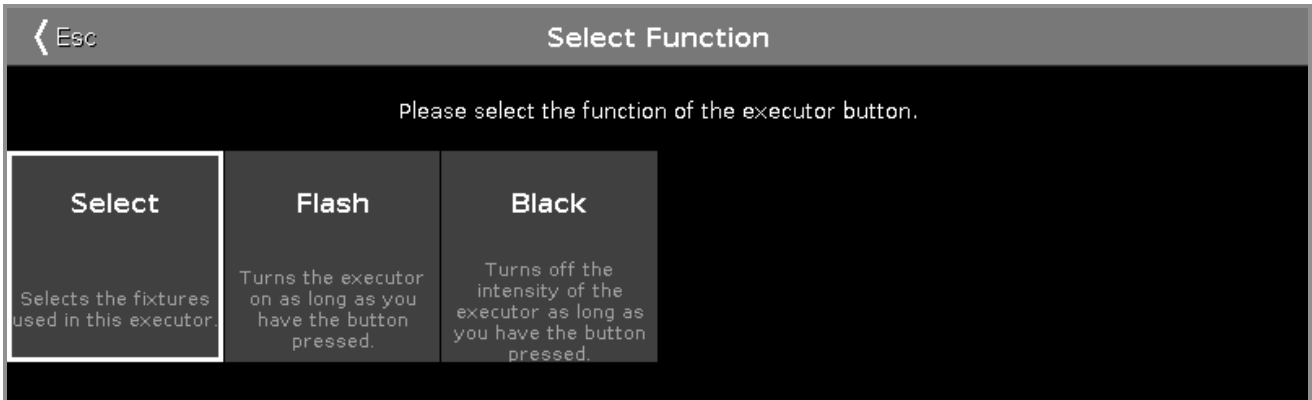 Esc
Select Function
Please select the function of the executor button.
Select
Selects the fixtures
used in this executor.
Flash
Turns the executor
on as long as you
have the button
pressed.
Black
Turns off the
intensity of the
executor as long as
you have the button
pressed.